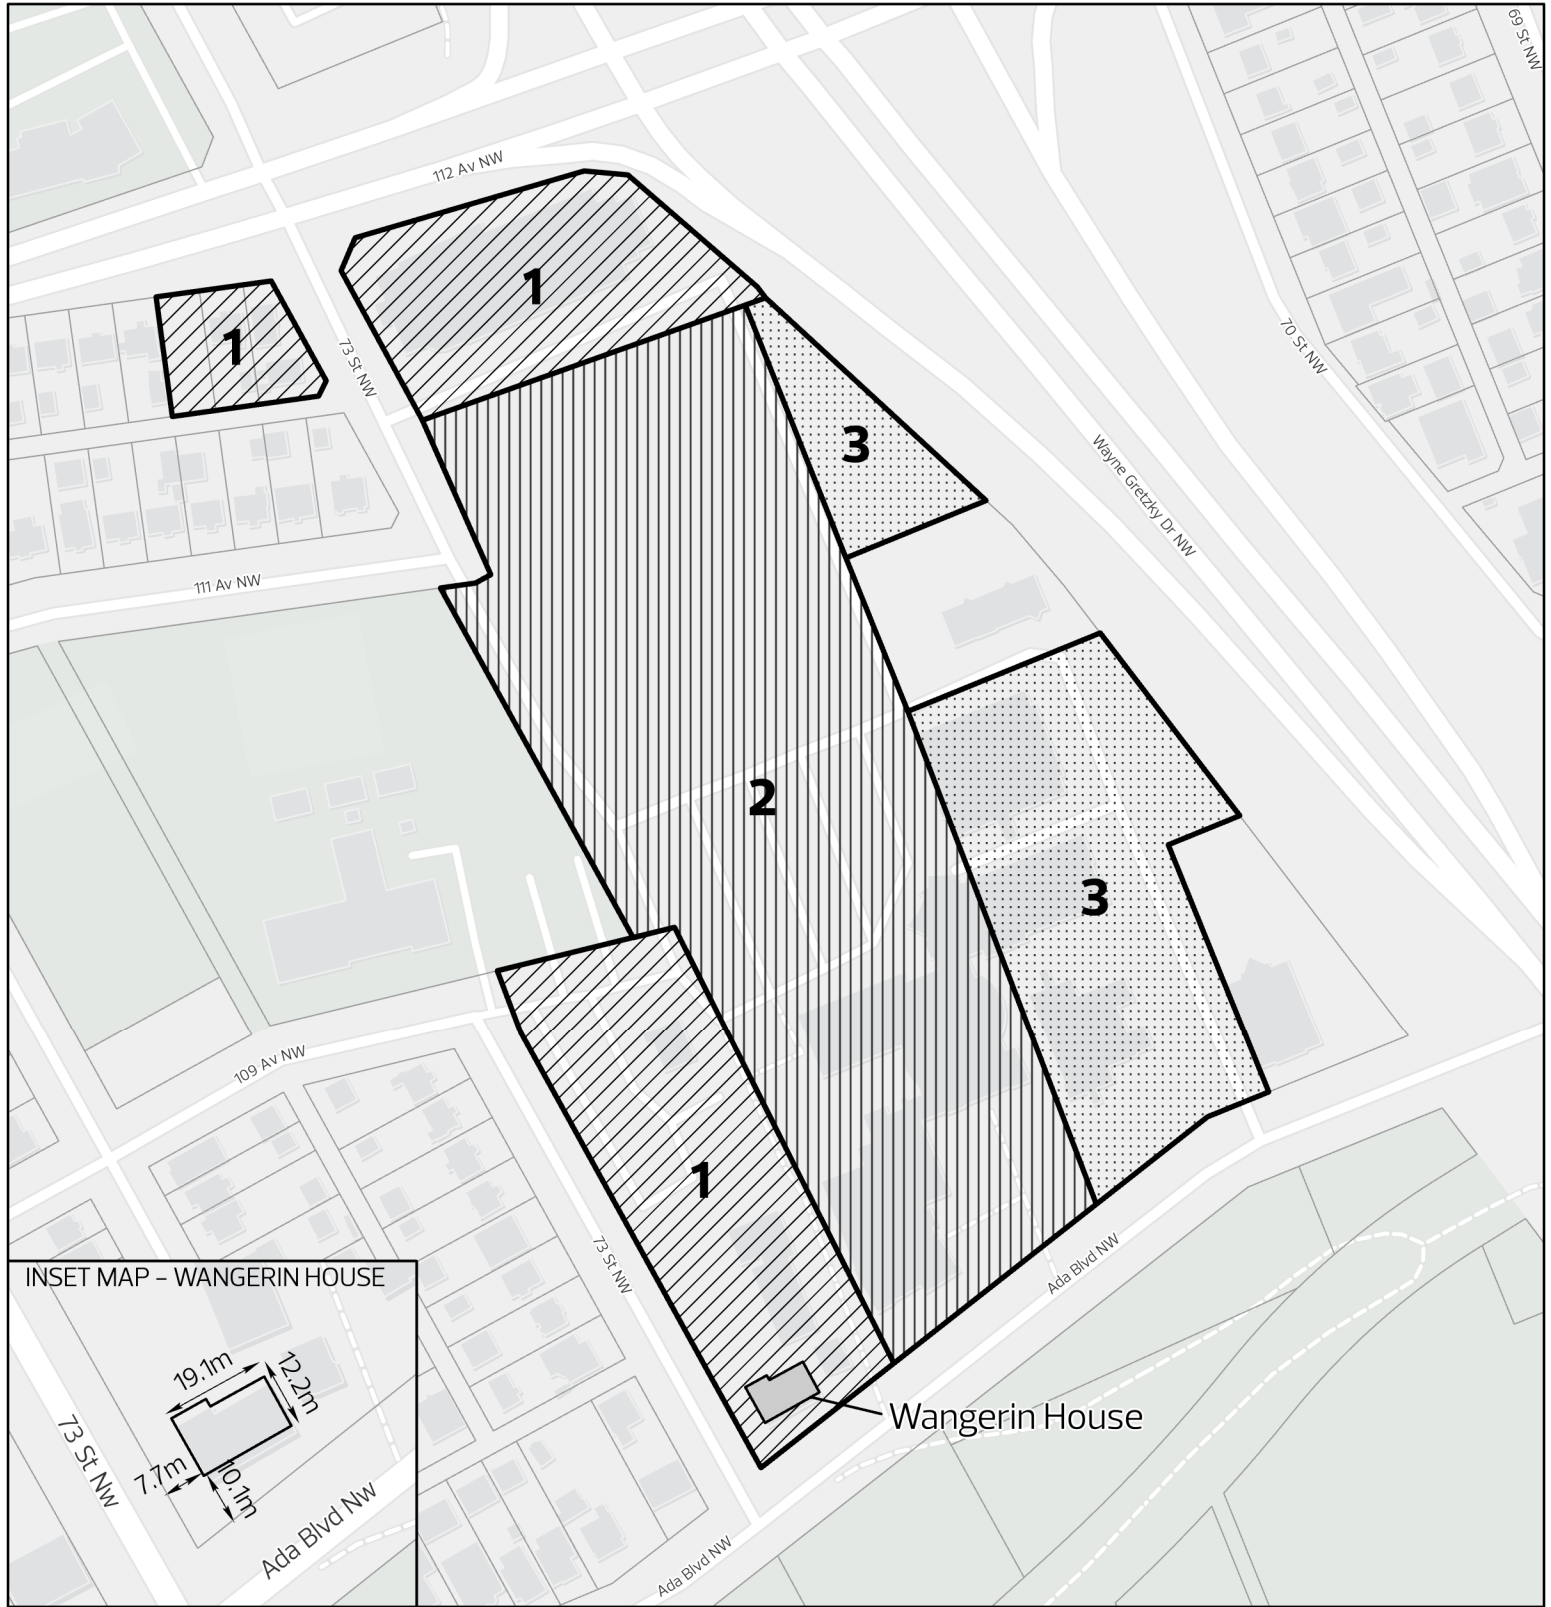 69 St NW
112 Av NW
1
1
73 St NW
70 St NW
3
Wayne Gretzky Dr NW
111 Av NW
2
3
109 Av NW
1
73 St NW
Ada Blvd NW
INSET MAP – WANGERIN HOUSE
19.1m
12.2m
Wangerin House
73 St Nw
7.7m
10.1m
Ada Blvd Nw
Ada Blvd NW